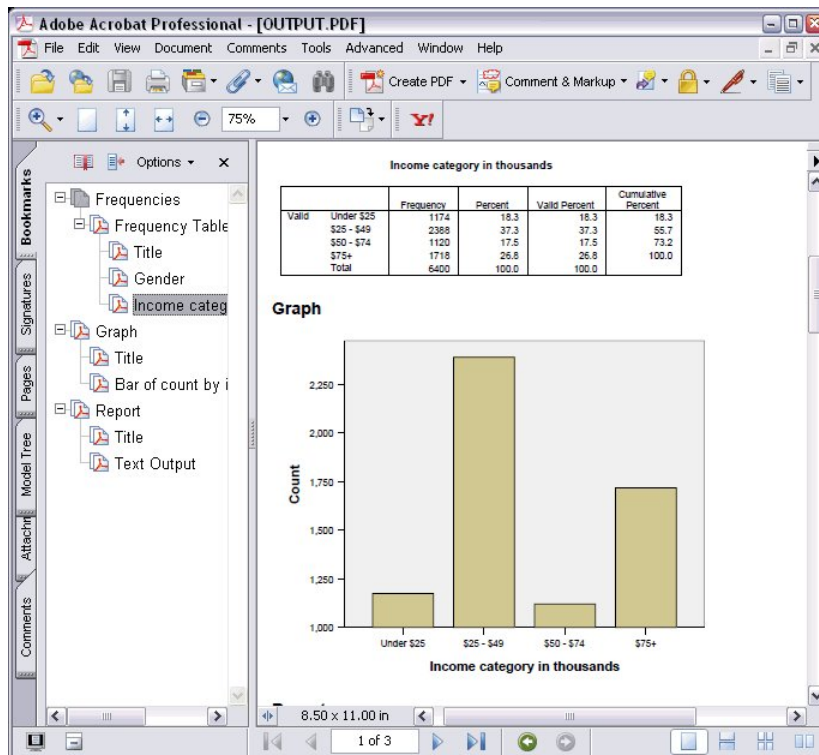 Adobe Acrobat Professional - [OUTPUT.PDF]
File Edit View Document Comments Tools Advanced Window Help
Create PDF Comment & Markup
75% Y!
Bookmarks
Signatures
Pages
Model Tree
Attachn
Comments
Options x
Frequencies
Frequency Table
Title
Gender
Income categ
Graph
Title
Bar of count by i
Report
Title
Text Output
Income category in thousands
Frequency Percent Valid Percent Cumulative Percent
Valid Under $25 1174 18.3 18.3 18.3
$25 - $49 2388 37.3 37.3 55.7
$50 - $74 1120 17.5 17.5 73.2
$75+ 1718 26.8 26.8 100.0
Total 6400 100.0 100.0
Graph
2,250
2,000
1,750
1,500
1,250
1,000
Count
Under $25 $25 - $49 $50 - $74 $75+
Income category in thousands
8.50 x 11.00 in
1 of 3